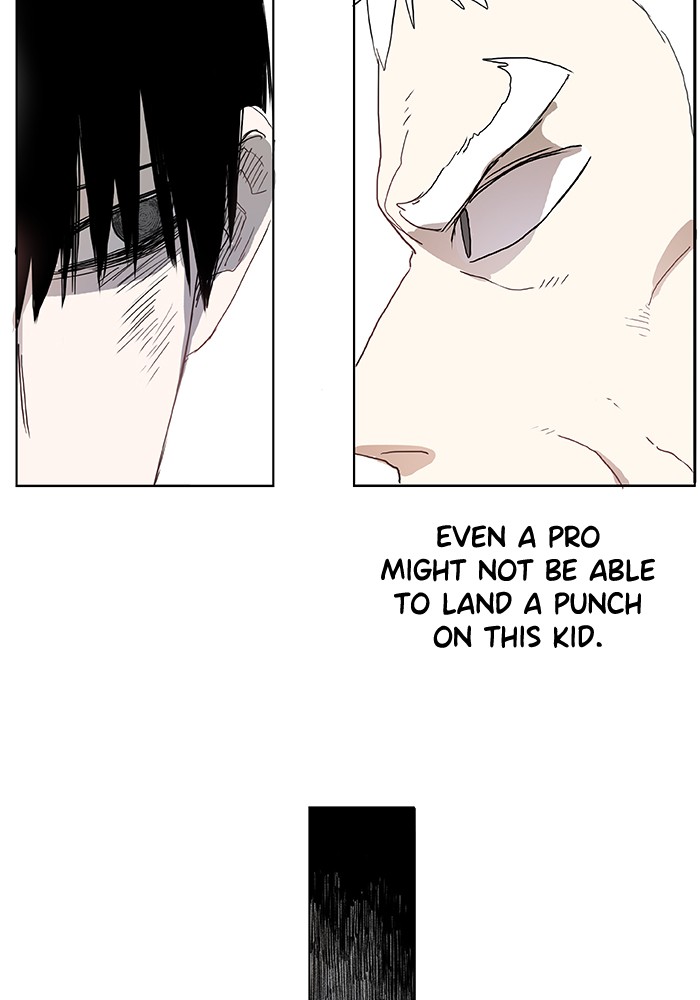 EVEN A PRO
MIGHT NOT BE ABLE
TO LAND A PUNCH
ON THIS KID.